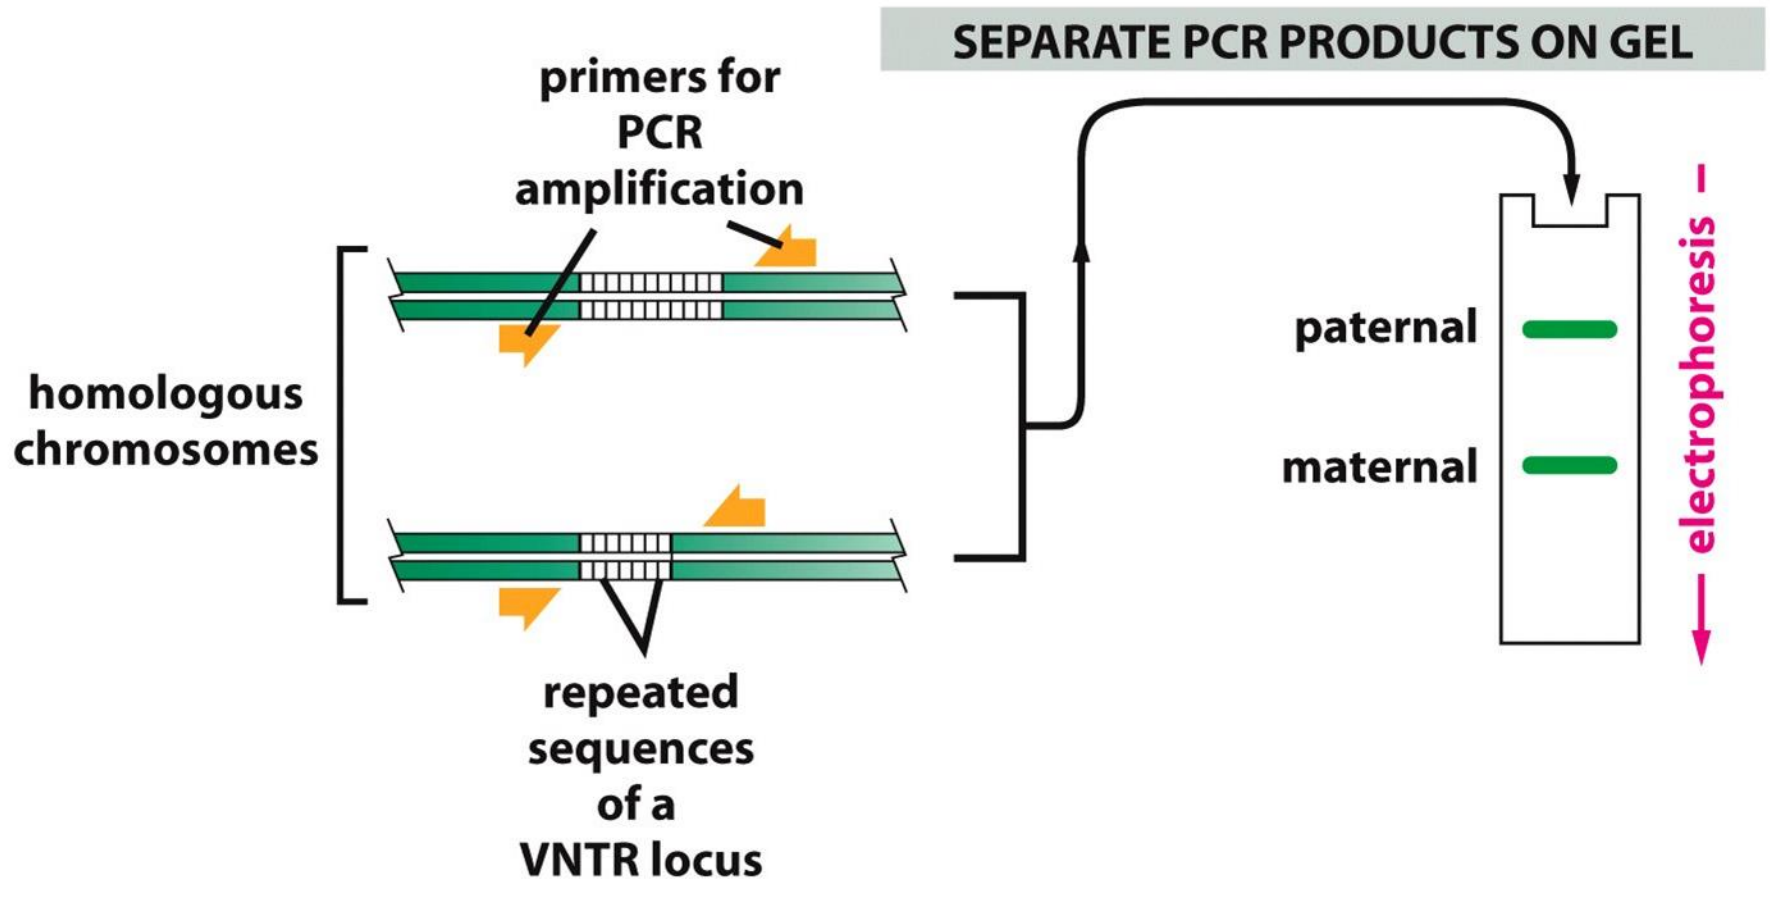 SEPARATE PCR PRODUCTS ON GEL
primers for
PCR
amplification
homologous
chromosomes
repeated
sequences
of a
VNTR locus
paternal
maternal
electrophoresis